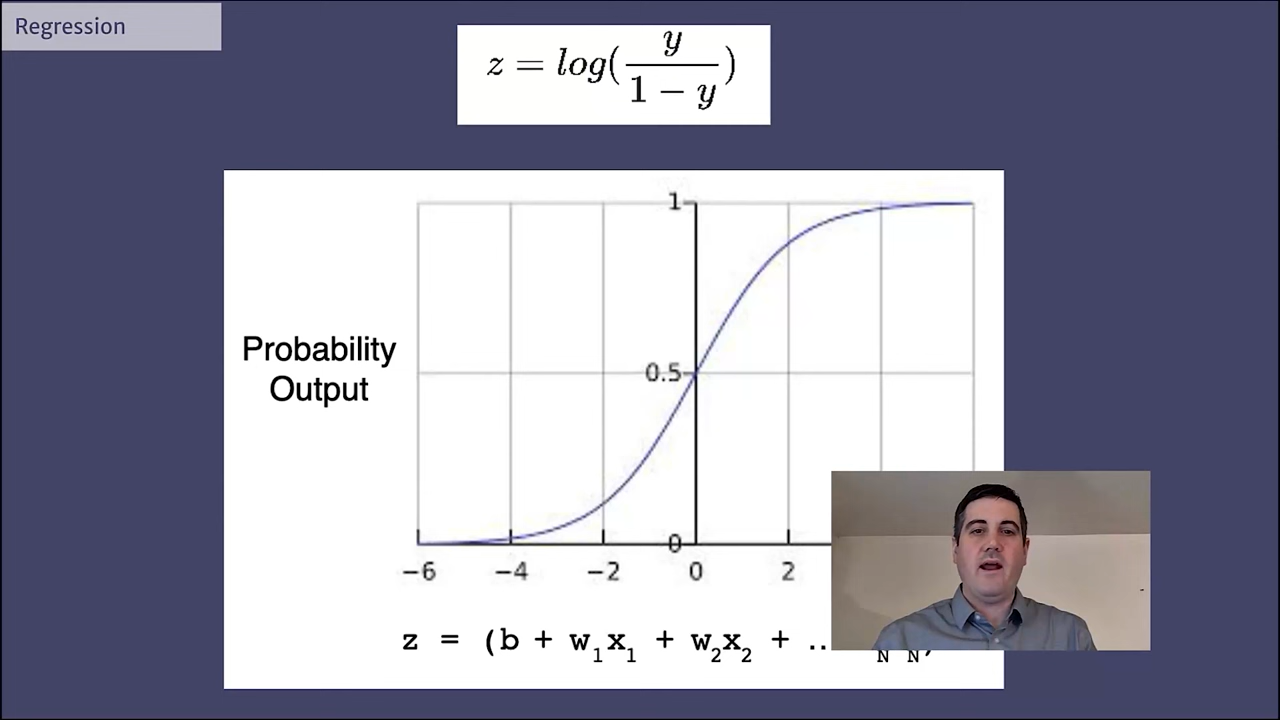 Regression
z = log(y / 1 − y)
1
Probability
Output
0.5
0
−6 −4 −2 0 2
z = (b + w₁x₁ + w₂x₂ + .. N N